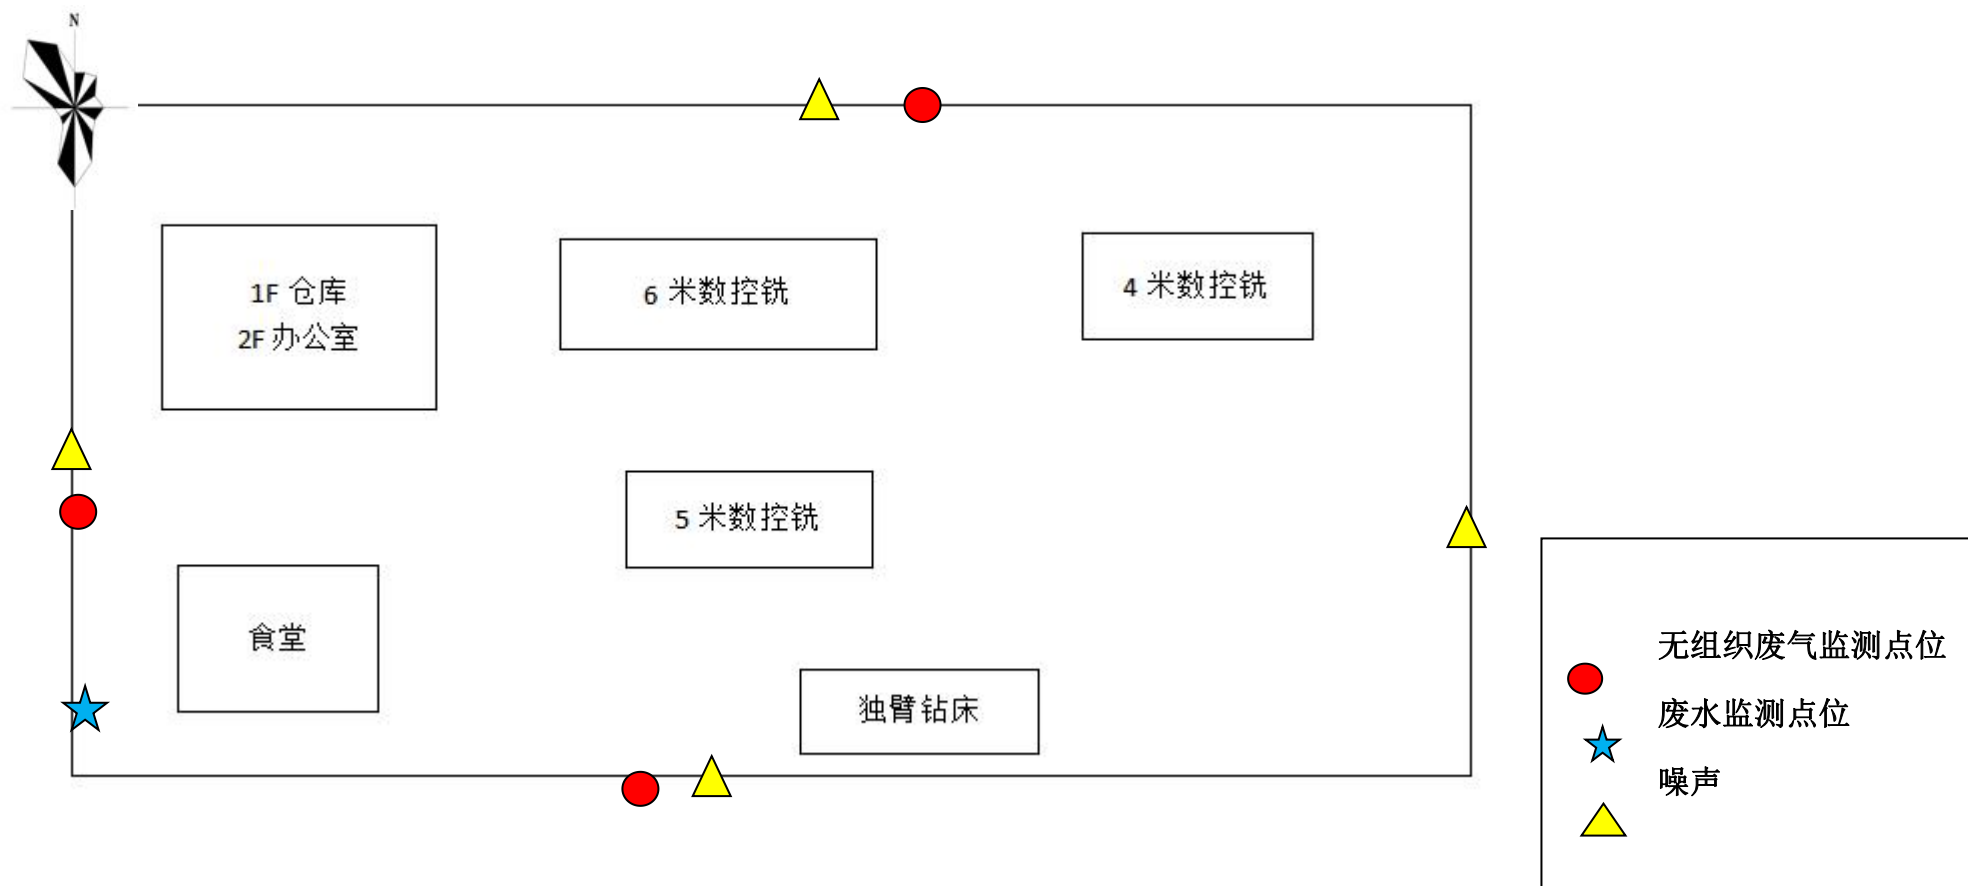 N
1F 仓库
2F 办公室
6 米数控铣
4 米数控铣
5 米数控铣
食堂
独臂钻床
无组织废气监测点位
废水监测点位
噪声